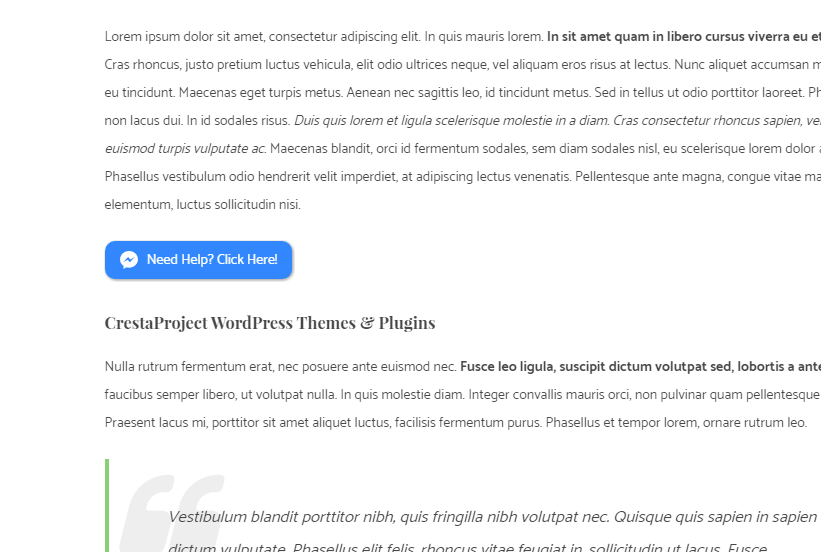 Lorem ipsum dolor sit amet, consectetur adipiscing elit. In quis mauris lorem. In sit amet quam in libero cursus viverra eu et
Cras rhoncus, justo pretium luctus vehicula, elit odio ultrices neque, vel aliquam eros risus at lectus. Nunc aliquet accumsan
eu tincidunt. Maecenas eget turpis metus. Aenean nec sagittis leo, id tincidunt metus. Sed in tellus ut odio porttitor laoreet.
non lacus dui. In id sodales risus. Duis quis lorem et ligula scelerisque molestie in a diam. Cras consectetur rhoncus sapien,
euismod turpis vulputate ac. Maecenas blandit, orci id fermentum sodales, sem diam sodales nisl, eu scelerisque lorem dolor
Phasellus vestibulum odio hendrerit velit imperdiet, at adipiscing lectus venenatis. Pellentesque ante magna, congue vitae
elementum, luctus sollicitudin nisi.
Need Help? Click Here!
CrestaProject WordPress Themes & Plugins
Nulla rutrum fermentum erat, nec posuere ante euismod nec. Fusce leo ligula, suscipit dictum volutpat sed, lobortis a ante
faucibus semper libero, ut volutpat nulla. In quis molestie diam. Integer convallis mauris orci, non pulvinar quam pellentesque
Praesent lacus mi, porttitor sit amet aliquet luctus, facilisis fermentum purus. Phasellus et tempor lorem, ornare rutrum leo.
Vestibulum blandit porttitor nibh, quis fringilla nibh volutpat nec. Quisque quis sapien in sapien
dictum vulputate. Phasellus elit felis, rhoncus vitae feugiat in, sollicitudin ut lacus. Fusce